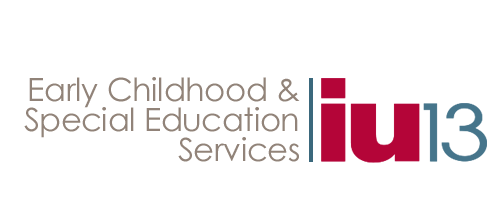 Early Childhood &
Special Education
Services
iu13